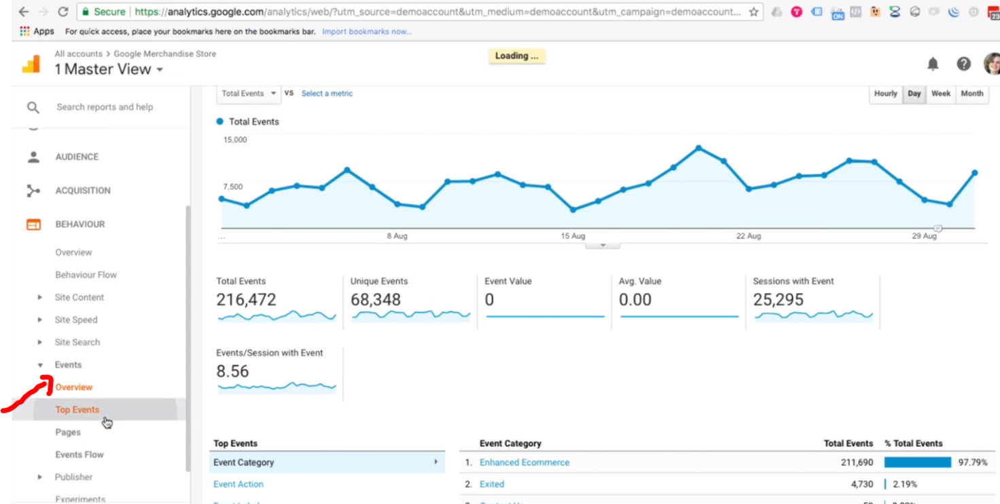 Secure https://analytics.google.com/analytics/web/?utm_source=demoaccount&utm_medium=demoaccount&utm_campaign=demoaccount...
ON
23
Apps For quick access, place your bookmarks here on the bookmarks bar. Import bookmarks now...
All accounts > Google Merchandise Store
1 Master View
Loading ...
Search reports and help
AUDIENCE
ACQUISITION
BEHAVIOUR
Overview
Behaviour Flow
Site Content
Site Speed
Site Search
Events
Overview
Top Events
Pages
Events Flow
Publisher
Experiments
Total Events VS Select a metric
Hourly Day Week Month
Total Events
15,000
7,500
... 8 Aug 15 Aug 22 Aug 29 Aug
Total Events Unique Events Event Value Avg. Value Sessions with Event
216,472 68,348 0 0.00 25,295
Events/Session with Event
8.56
Top Events Event Category Total Events % Total Events
Event Category 1. Enhanced Ecommerce 211,690 97.79%
Event Action 2. Exited 4,730 2.19%